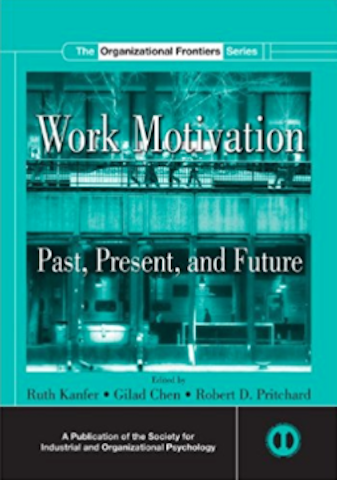 The Organizational Frontiers Series
Work Motivation
Past, Present, and Future
Edited by
Ruth Kanfer • Gilad Chen • Robert D. Pritchard
A Publication of the Society for
Industrial and Organizational Psychology